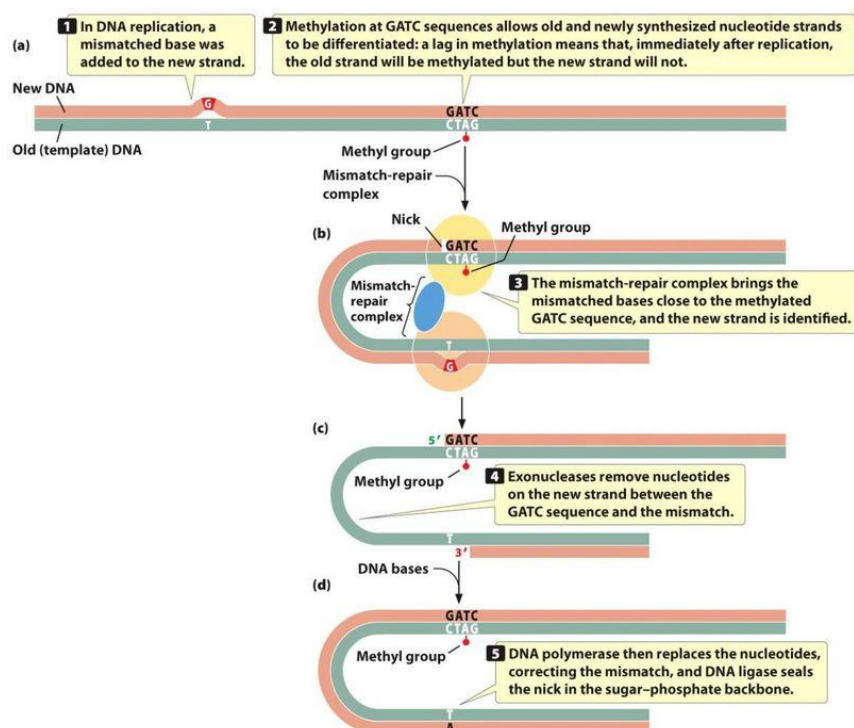 (a)
1 In DNA replication, a
mismatched base was
added to the new strand.
2 Methylation at GATC sequences allows old and newly synthesized nucleotide strands
to be differentiated: a lag in methylation means that, immediately after replication,
the old strand will be methylated but the new strand will not.
New DNA
G
GATC
T
CTAG
Old (template) DNA
Methyl group
Mismatch-repair
complex
(b)
Nick
Methyl group
GATC
CTAG
Mismatch-
repair
complex
3 The mismatch-repair complex brings the
mismatched bases close to the methylated
GATC sequence, and the new strand is identified.
T
G
(c)
5′ GATC
CTAG
Methyl group
4 Exonucleases remove nucleotides
on the new strand between the
GATC sequence and the mismatch.
T
3′
DNA bases
(d)
GATC
CTAG
Methyl group
5 DNA polymerase then replaces the nucleotides,
correcting the mismatch, and DNA ligase seals
the nick in the sugar–phosphate backbone.
T
A